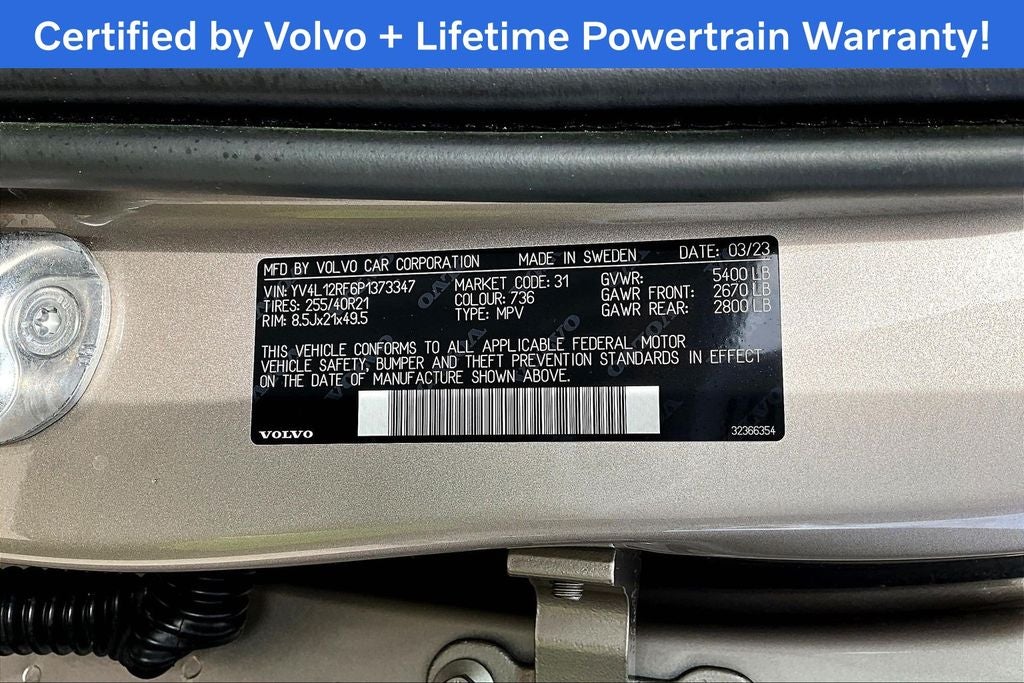 Certified by Volvo + Lifetime Powertrain Warranty!
MFD BY VOLVO CAR CORPORATION MADE IN SWEDEN DATE: 03/23
VIN: YV4L12RF6P1373347 MARKET CODE: 31 GVWR: 5400 LB
TIRES: 255/40R21 COLOUR: 736 GAWR FRONT: 2670 LB
RIM: 8.5Jx21x49.5 TYPE: MPV GAWR REAR: 2800 LB
THIS VEHICLE CONFORMS TO ALL APPLICABLE FEDERAL MOTOR
VEHICLE SAFETY, BUMPER AND THEFT PREVENTION STANDARDS IN EFFECT
ON THE DATE OF MANUFACTURE SHOWN ABOVE.
VOLVO 32366354